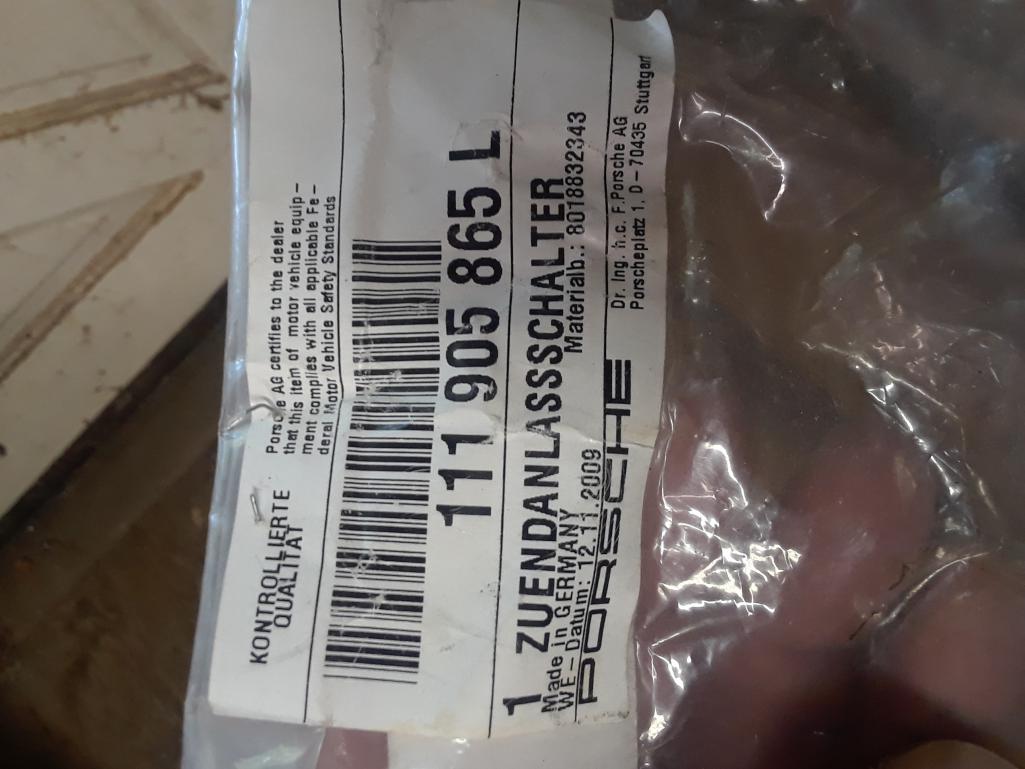 KONTROLLIERTE
QUALITÄT
Porsche AG certifies to the dealer
that this item of motor vehicle equip-
ment complies with all applicable Fe-
deral Motor Vehicle Safety Standards
111 905 865 L
1 ZUENDANLASSSCHALTER
Made in GERMANY
Materialb.: 8018832343
WE-Datum: 12.11.2009
PORSCHE
Dr. Ing. h.c. F.Porsche AG
Porscheplatz 1, D-70435 Stuttgart